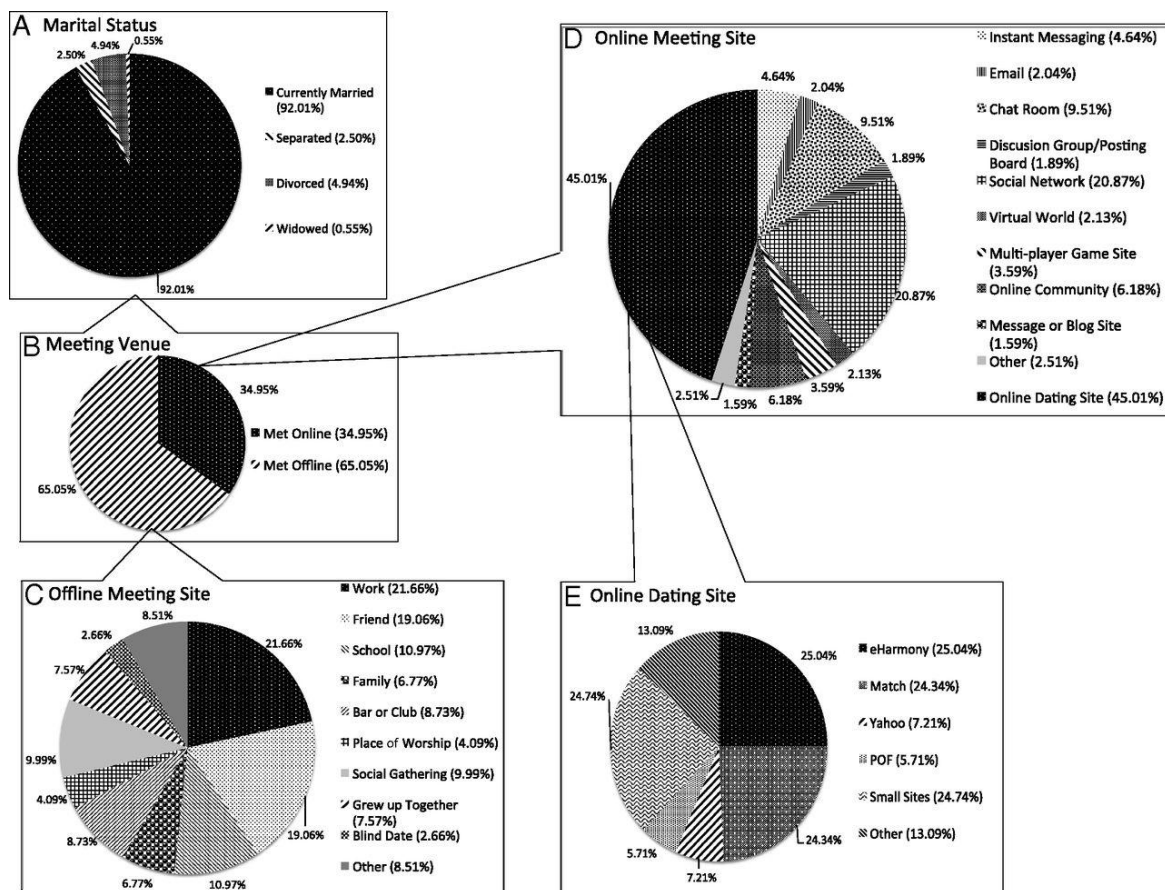 A Marital Status
2.50%
4.94%
0.55%
92.01%
Currently Married
(92.01%)
Separated (2.50%)
Divorced (4.94%)
Widowed (0.55%)
B Meeting Venue
34.95%
65.05%
Met Online (34.95%)
Met Offline (65.05%)
C Offline Meeting Site
8.51%
21.66%
2.66%
7.57%
9.99%
4.09%
8.73%
6.77%
10.97%
19.06%
Work (21.66%)
Friend (19.06%)
School (10.97%)
Family (6.77%)
Bar or Club (8.73%)
Place of Worship (4.09%)
Social Gathering (9.99%)
Grew up Together
(7.57%)
Blind Date (2.66%)
Other (8.51%)
D Online Meeting Site
4.64%
2.04%
9.51%
1.89%
45.01%
20.87%
2.13%
3.59%
6.18%
1.59%
2.51%
Instant Messaging (4.64%)
Email (2.04%)
Chat Room (9.51%)
Discusion Group/Posting
Board (1.89%)
Social Network (20.87%)
Virtual World (2.13%)
Multi-player Game Site
(3.59%)
Online Community (6.18%)
Message or Blog Site
(1.59%)
Other (2.51%)
Online Dating Site (45.01%)
E Online Dating Site
13.09%
25.04%
24.74%
5.71%
7.21%
24.34%
eHarmony (25.04%)
Match (24.34%)
Yahoo (7.21%)
POF (5.71%)
Small Sites (24.74%)
Other (13.09%)